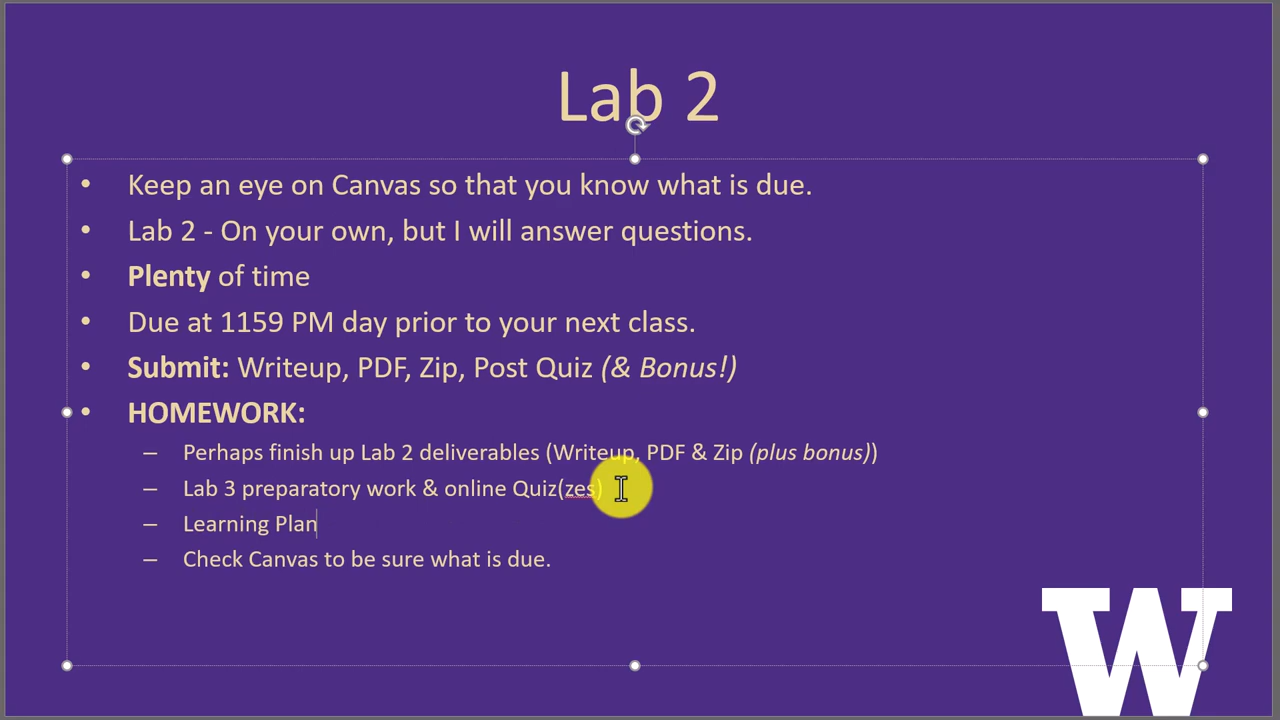 Lab 2
• Keep an eye on Canvas so that you know what is due.
• Lab 2 - On your own, but I will answer questions.
• Plenty of time
• Due at 1159 PM day prior to your next class.
• Submit: Writeup, PDF, Zip, Post Quiz (& Bonus!)
• HOMEWORK:
– Perhaps finish up Lab 2 deliverables (Writeup, PDF & Zip (plus bonus))
– Lab 3 preparatory work & online Quiz(zes)
– Learning Plan
– Check Canvas to be sure what is due.
W